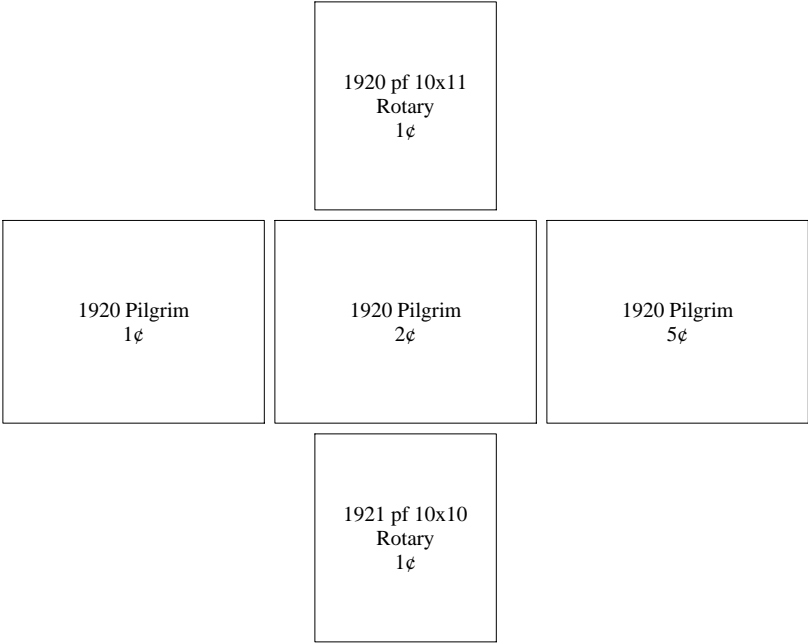 1920 pf 10x11
Rotary
1¢
1920 Pilgrim
1¢
1920 Pilgrim
2¢
1920 Pilgrim
5¢
1921 pf 10x10
Rotary
1¢